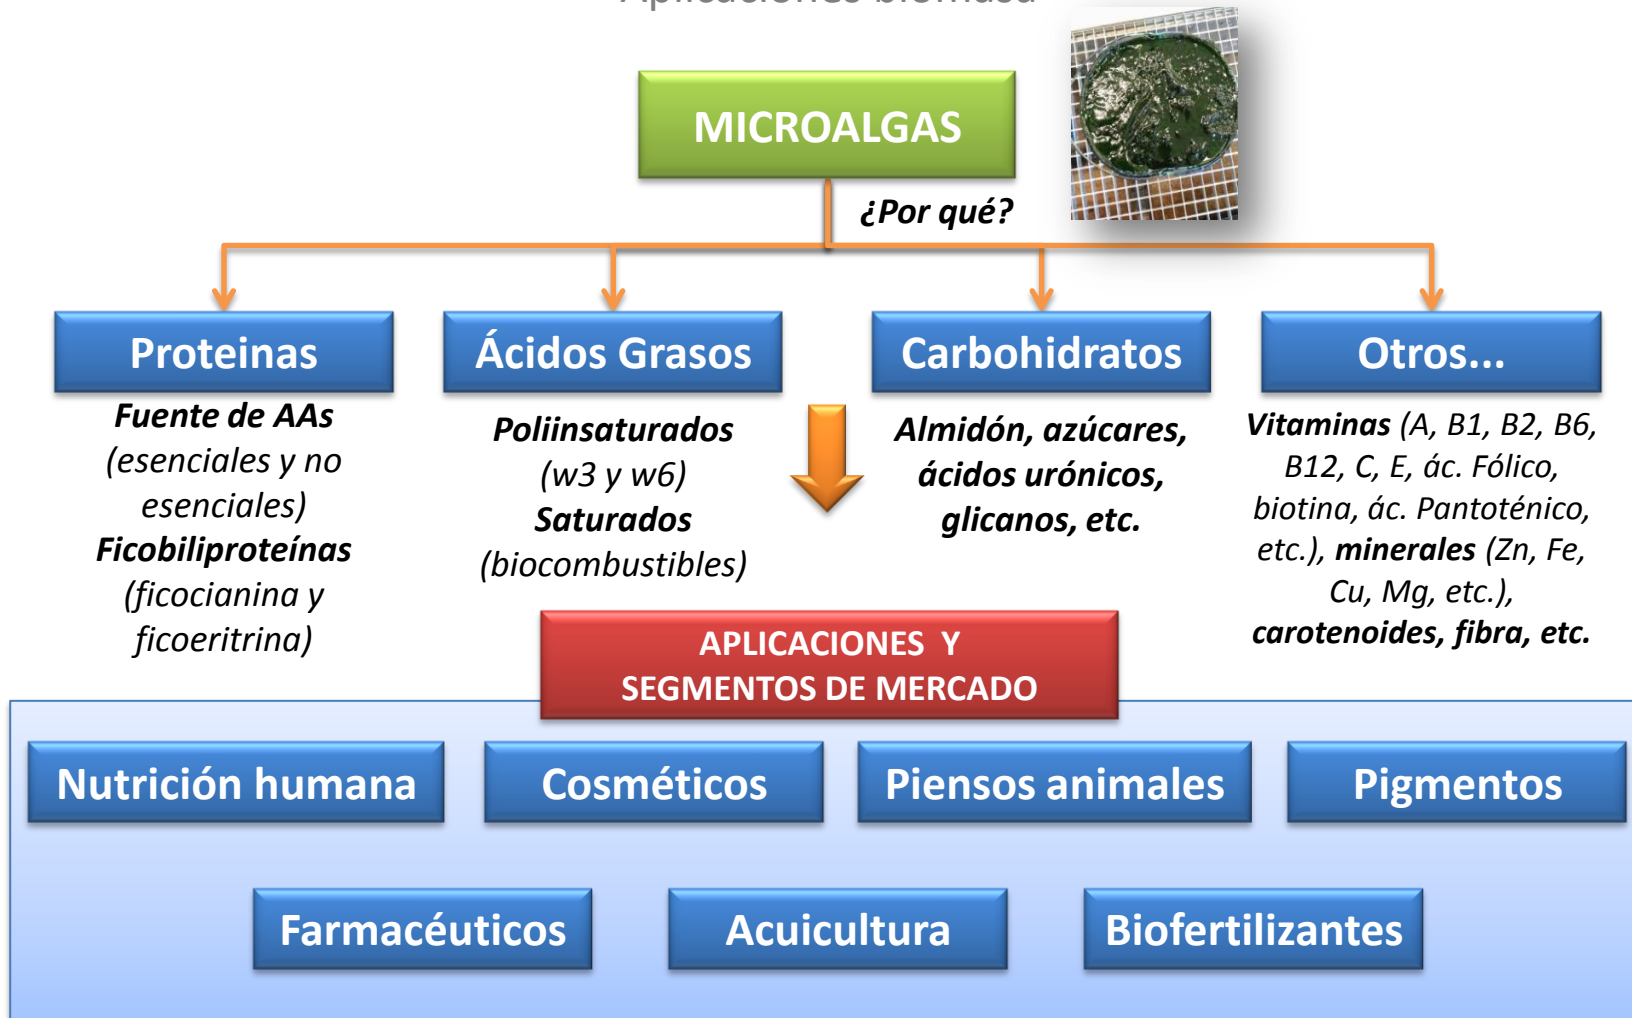 Aplicaciones biomasa
MICROALGAS
¿Por qué?
Proteinas
Fuente de AAs
(esenciales y no
esenciales)
Ficobiliproteínas
(ficocianina y
ficoeritrina)
Ácidos Grasos
Poliinsaturados
(w3 y w6)
Saturados
(biocombustibles)
Carbohidratos
Almidón, azúcares,
ácidos urónicos,
glicanos, etc.
Otros...
Vitaminas (A, B1, B2, B6,
B12, C, E, ác. Fólico,
biotina, ác. Pantoténico,
etc.), minerales (Zn, Fe,
Cu, Mg, etc.),
carotenoides, fibra, etc.
APLICACIONES Y
SEGMENTOS DE MERCADO
Nutrición humana
Cosméticos
Piensos animales
Pigmentos
Farmacéuticos
Acuicultura
Biofertilizantes